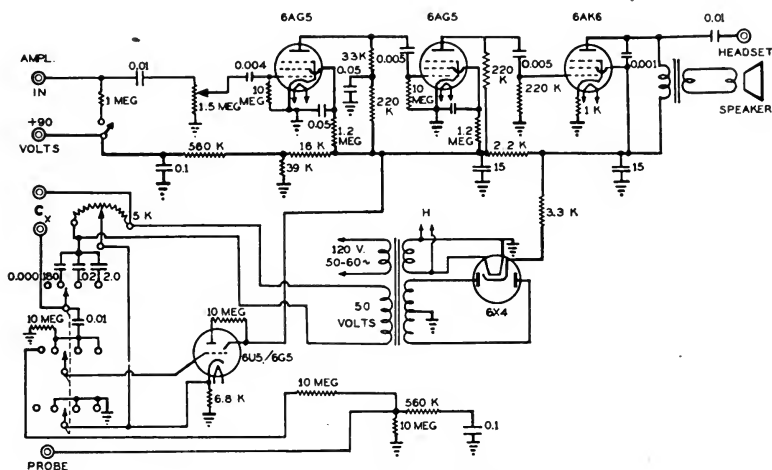 6AG5
6AG5
6AK6
0.01
HEADSET
SPEAKER
AMPL.
IN
0.01
0.004
1 MEG
1.5 MEG
10
MEG
0.05
33K
0.05
220
K
1.2
MEG
0.005
10
MEG
1.2
MEG
220
K
0.005
220
K
1 K
0.001
+90
VOLTS
0.1
560 K
39 K
16 K
15
2.2 K
15
3.3 K
C
X
5 K
0.000180
.02
2.0
10 MEG
0.01
120 V.
50-60~
H
50
VOLTS
6X4
10 MEG
6U5/6G5
6.8 K
10 MEG
560 K
10 MEG
0.1
PROBE